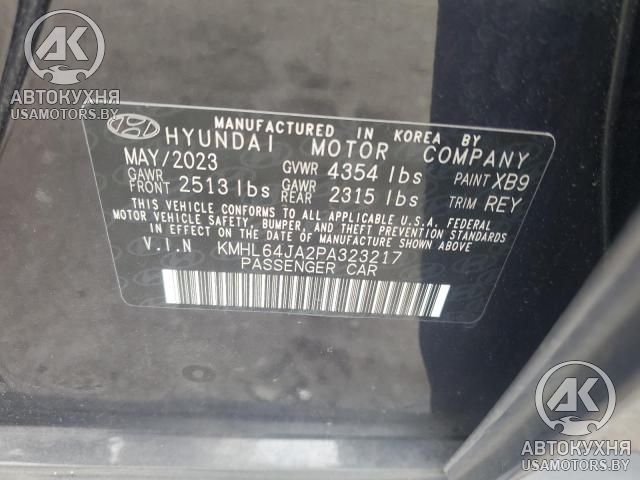 АК
АВТОКУХНЯ
USAMOTORS.BY
MANUFACTURED IN KOREA BY
HYUNDAI MOTOR COMPANY
MAY/2023 GVWR 4354 lbs PAINT XB9
GAWR FRONT 2513 lbs GAWR REAR 2315 lbs TRIM REY
THIS VEHICLE CONFORMS TO ALL APPLICABLE U.S.A. FEDERAL
MOTOR VEHICLE SAFETY, BUMPER, AND THEFT PREVENTION STANDARDS
IN EFFECT ON THE DATE OF MANUFACTURE SHOWN ABOVE
V.I.N KMHL64JA2PA323217
PASSENGER CAR
АК
АВТОКУХНЯ
USAMOTORS.BY